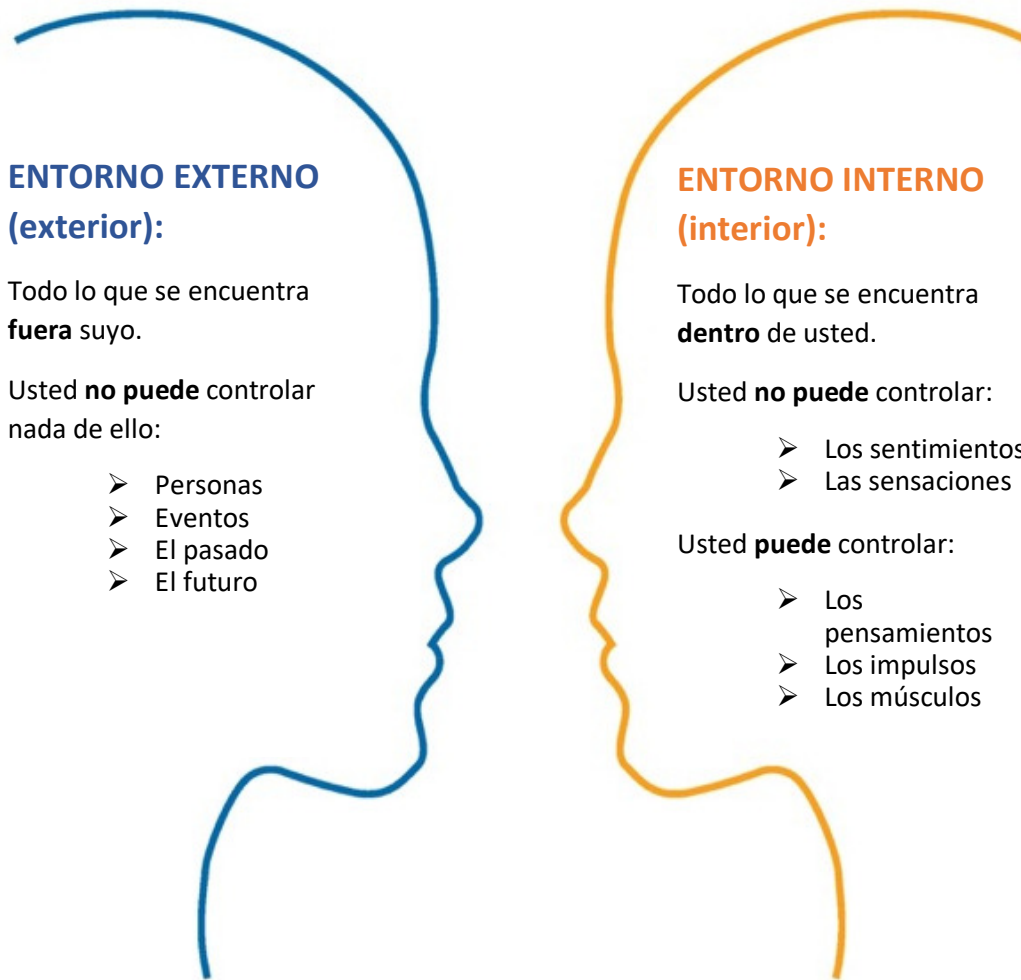 ENTORNO EXTERNO
(exterior):
Todo lo que se encuentra
fuera suyo.
Usted no puede controlar
nada de ello:
➢ Personas
➢ Eventos
➢ El pasado
➢ El futuro
ENTORNO INTERNO
(interior):
Todo lo que se encuentra
dentro de usted.
Usted no puede controlar:
➢ Los sentimientos
➢ Las sensaciones
Usted puede controlar:
➢ Los
pensamientos
➢ Los impulsos
➢ Los músculos